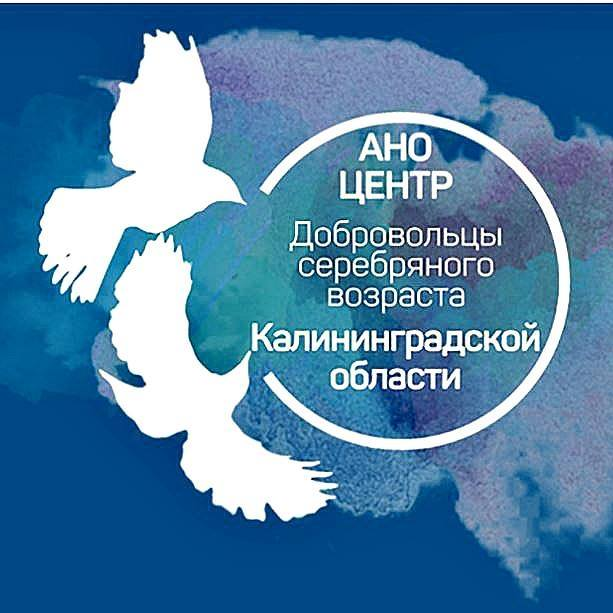 АНО
ЦЕНТР
Добровольцы
серебряного
возраста
Калининградской
области